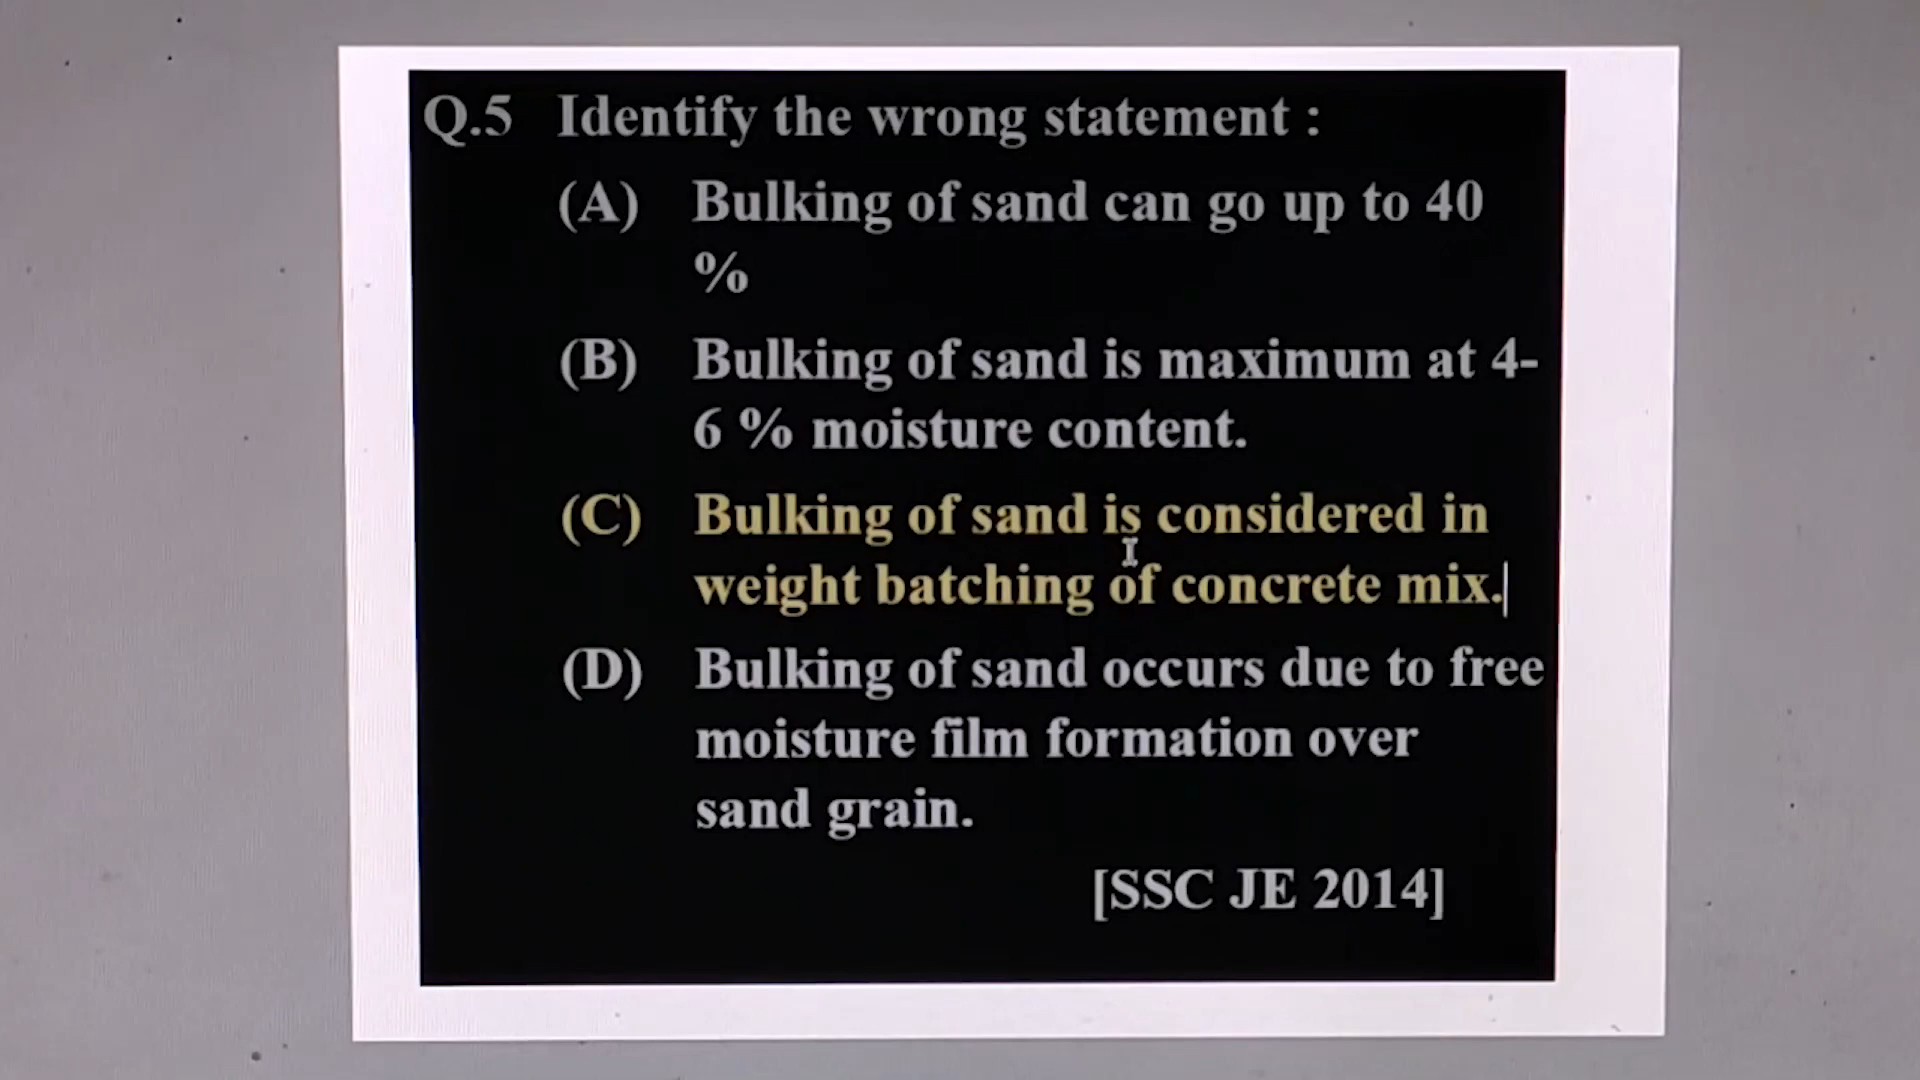 Q.5 Identify the wrong statement :
(A) Bulking of sand can go up to 40
%
(B) Bulking of sand is maximum at 4-
6 % moisture content.
(C) Bulking of sand is considered in
weight batching of concrete mix.
(D) Bulking of sand occurs due to free
moisture film formation over
sand grain.
[SSC JE 2014]